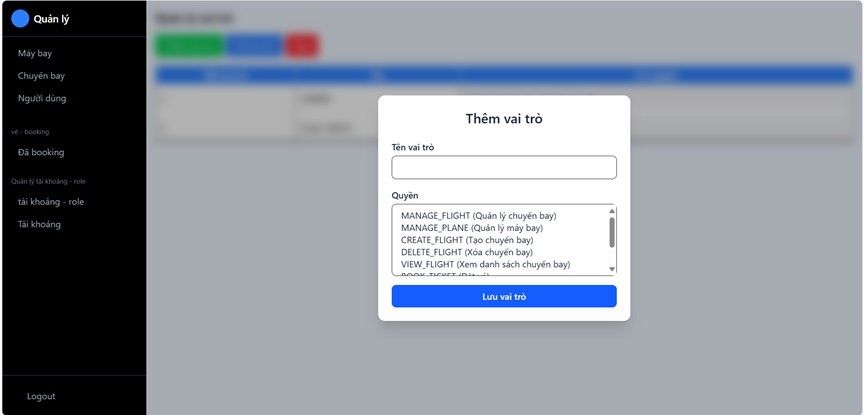 Quản lý
Máy bay
Chuyến bay
Người dùng
vé - booking
Đã booking
Quản lý tài khoảng - role
tài khoảng - role
Tài khoảng
Logout
Thêm vai trò
Tên vai trò
Quyền
MANAGE_FLIGHT (Quản lý chuyến bay)
MANAGE_PLANE (Quản lý máy bay)
CREATE_FLIGHT (Tạo chuyến bay)
DELETE_FLIGHT (Xóa chuyến bay)
VIEW_FLIGHT (Xem danh sách chuyến bay)
BOOK_TICKET (Đặt vé)
Lưu vai trò